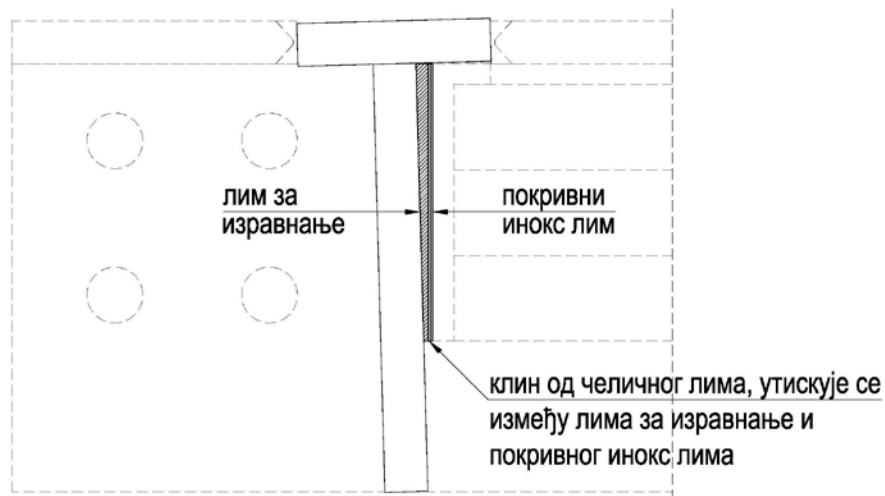 лим за
изравнање
покривни
инокс лим
клин од челичног лима, утискује се
између лима за изравнање и
покривног инокс лима